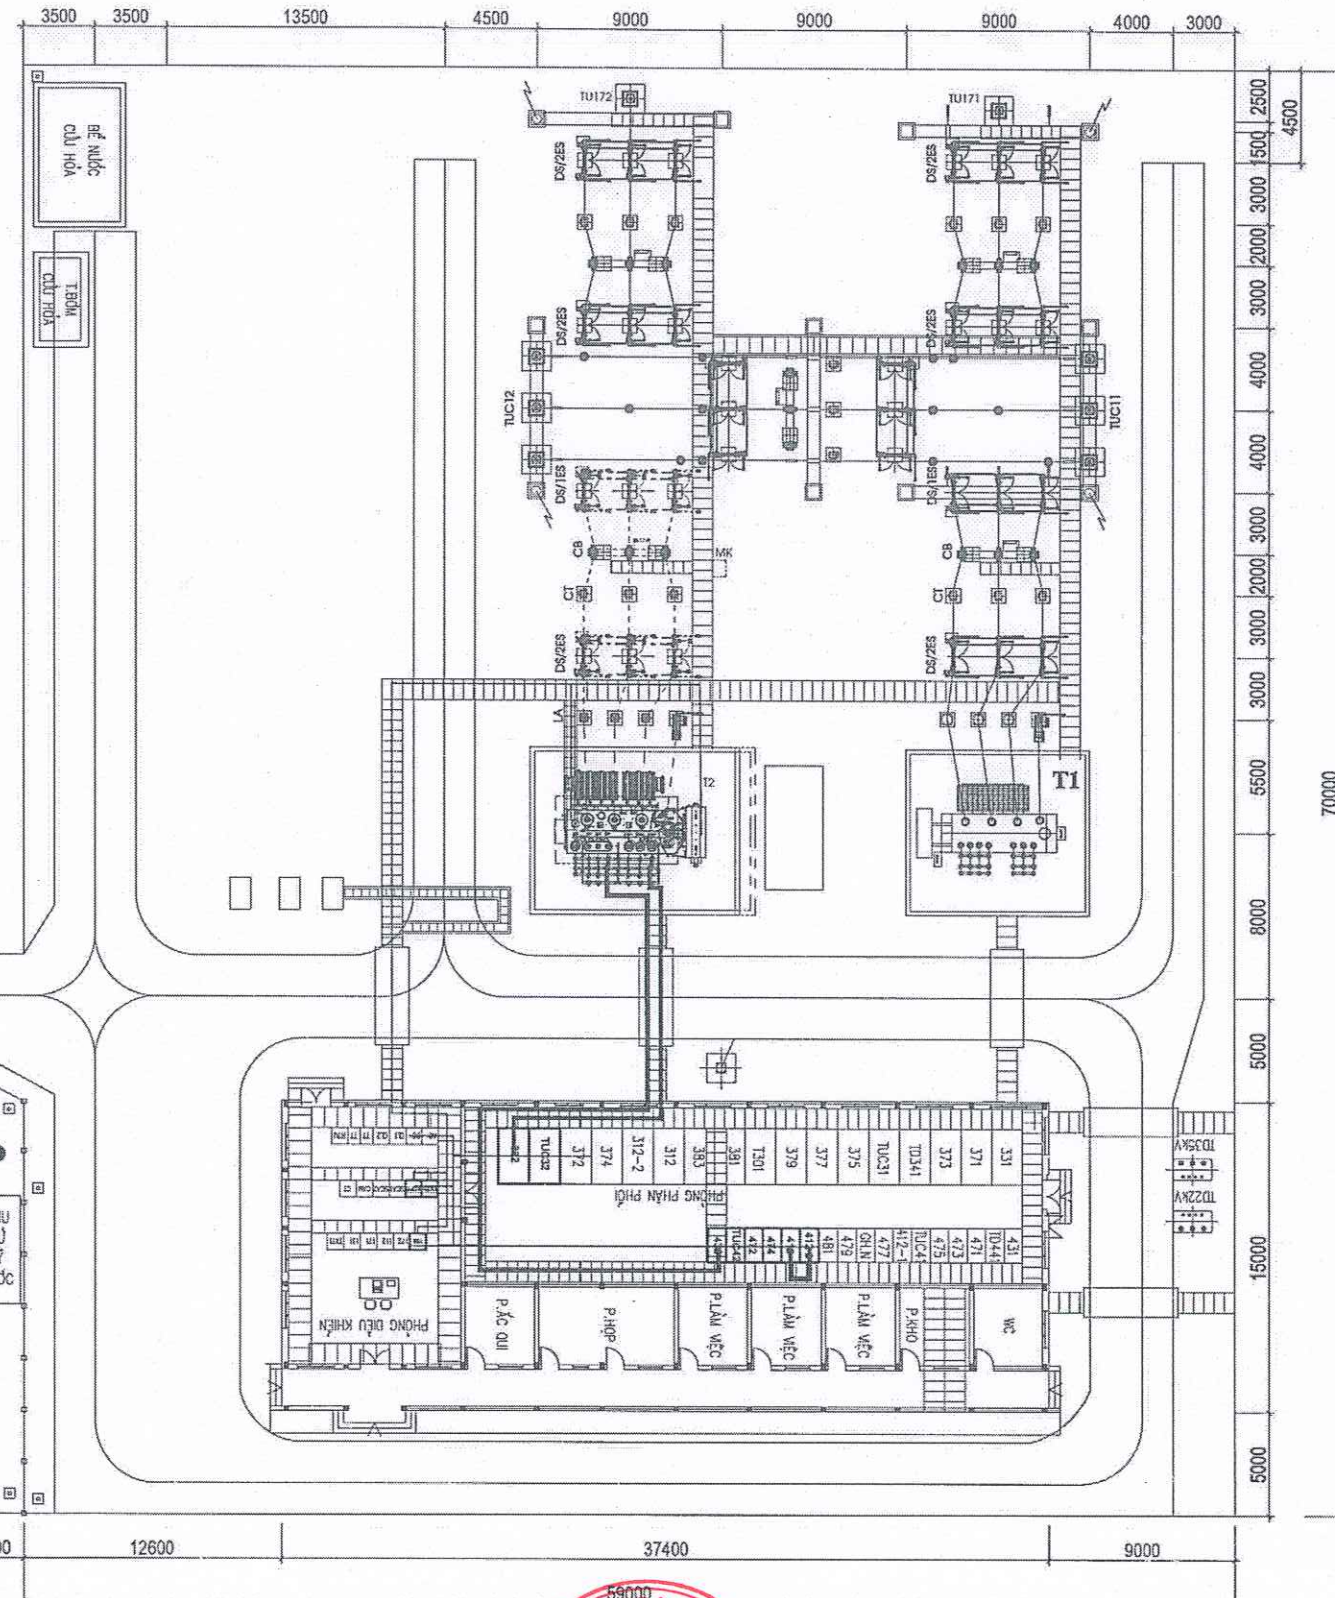 3500
3500
13500
4500
9000
9000
9000
4000
3000
2500
4500
1500
3000
2000
3000
4000
4000
3000
2000
3000
3000
5500
70000
8000
5000
15000
5000
BỂ NƯỚC
CỨU HỎA
T.BƠM
CỨU HỎA
TU172
TU171
DS/2ES
DS/2ES
DS/2ES
DS/2ES
TUC12
TUC11
DS/1ES
DS/1ES
CB
MK
CB
CT
CT
DS/2ES
DS/2ES
LA
T2
T1
TUC32
372
374
312-2
312
383
381
T301
379
377
375
TUC31
TD341
373
371
331
PHÒNG PHÂN PHỐI
TUC42
472
474
481
479
477
412-1
TUC41
475
473
471
TD441
431
TD35KV
TD22KV
PHÒNG ĐIỀU KHIỂN
P.ẮC QUI
P.HỌP
P.LÀM VIỆC
P.LÀM VIỆC
P.LÀM VIỆC
P.KHO
WC
12600
37400
9000
59000